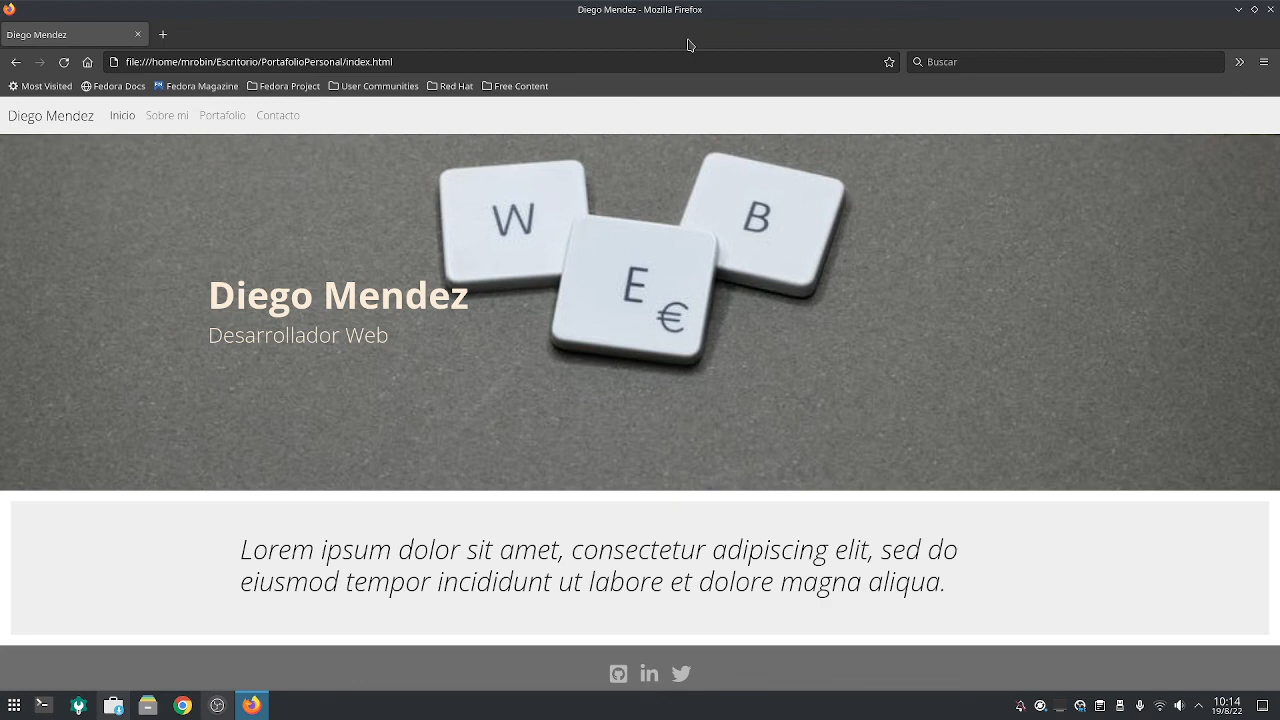 Diego Mendez - Mozilla Firefox
Diego Mendez
file:///home/mrobin/Escritorio/PortafolioPersonal/index.html
Buscar
Most Visited Fedora Docs Fedora Magazine Fedora Project User Communities Red Hat Free Content
Diego Mendez Inicio Sobre mi Portafolio Contacto
W B
E €
Diego Mendez
Desarrollador Web
Lorem ipsum dolor sit amet, consectetur adipiscing elit, sed do
eiusmod tempor incididunt ut labore et dolore magna aliqua.
10:14
19/8/22